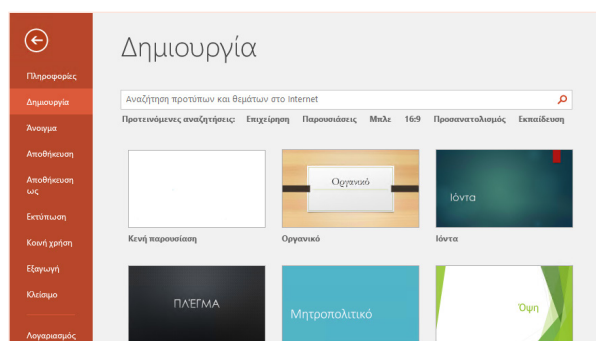 Δημιουργία
Πληροφορίες
Δημιουργία
Άνοιγμα
Αποθήκευση
Αποθήκευση
ως
Εκτύπωση
Κοινή χρήση
Εξαγωγή
Κλείσιμο
Λογαριασμός
Αναζήτηση προτύπων και θεμάτων στο Internet
Προτεινόμενες αναζητήσεις: Επιχείρηση Παρουσιάσεις Μπλε 16:9 Προσανατολισμός Εκπαίδευση
Οργανικό
Ιόντα
Κενή παρουσίαση Οργανικό Ιόντα
ΠΛΈΓΜΑ
Μητροπολιτικό
Όψη